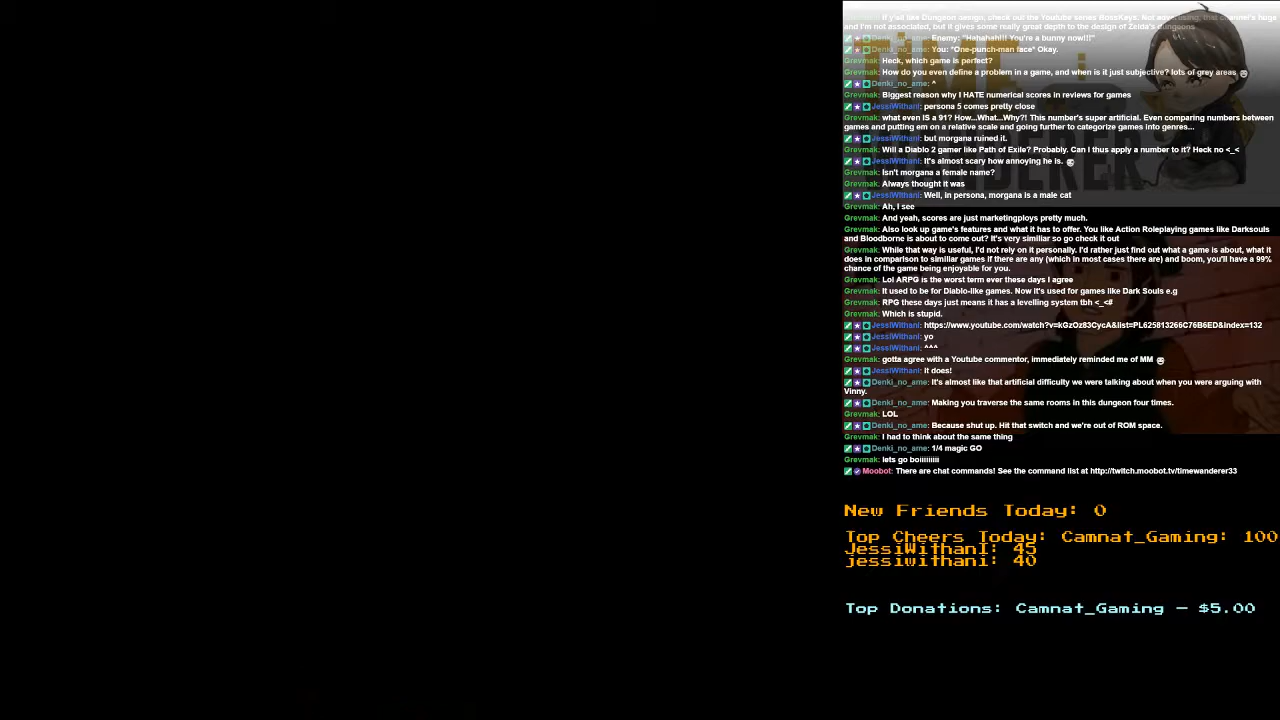 If y'all like Dungeon design, check out the Youtube series BossKeys. Not advertising, that channel's huge
and I'm not associated, but it gives some really great depth to the design of Zelda's dungeons
Denki_no_ame: Enemy: "Hahahah!!! You're a bunny now!!!"
Denki_no_ame: You: "One-punch-man face" Okay.
Grevmak: Heck, which game is perfect?
Grevmak: How do you even define a problem in a game, and when is it just subjective? lots of gray areas
Denki_no_ame: ^
Grevmak: Biggest reason why I HATE numerical scores in reviews for games
JessiWithanI: persona 5 comes pretty close
Grevmak: what even IS a 91? How...What...Why?! This number's super artificial. Even comparing numbers between
games and putting em on a relative scale and going further to categorize games into genres...
JessiWithanI: but morgana ruined it.
Grevmak: Will a Diablo 2 gamer like Path of Exile? Probably. Can I thus apply a number to it? Heck no <_<
JessiWithanI: It's almost scary how annoying he is.
Grevmak: Isn't morgana a female name?
Grevmak: Always thought it was
JessiWithanI: Well, in persona, morgana is a male cat
Grevmak: Ah, I see
Grevmak: And yeah, scores are just marketingploys pretty much.
Grevmak: Also look up game's features and what it has to offer. You like Action Roleplaying games like Darksouls
and Bloodborne is about to come out? It's very similiar so go check it out
Grevmak: While that way is useful, I'd not rely on it personally. I'd rather just find out what a game is about, what it
does in comparison to similiar games if there are any (which in most cases there are) and boom, you'll have a 99%
chance of the game being enjoyable for you.
Grevmak: Lol ARPG is the worst term ever these days I agree
Grevmak: It used to be for Diablo-like games. Now it's used for games like Dark Souls e.g
Grevmak: RPG these days just means it has a levelling system tbh <_<#
Grevmak: Which is stupid.
JessiWithanI: https://www.youtube.com/watch?v=kGzOz83CycA&list=PL625813266C76B6ED&index=132
JessiWithanI: yo
JessiWithanI: ^^^
Grevmak: gotta agree with a Youtube commentor, immediately reminded me of MM
JessiWithanI: it does!
Denki_no_ame: It's almost like that artificial difficulty we were talking about when you were arguing with
Vinny.
Denki_no_ame: Making you traverse the same rooms in this dungeon four times.
Grevmak: LOL
Denki_no_ame: Because shut up. Hit that switch and we're out of ROM space.
Grevmak: I had to think about the same thing
Denki_no_ame: 1/4 magic GO
Grevmak: lets go boiiiiiiiii
Moobot: There are chat commands! See the command list at http://twitch.moobot.tv/timewanderer33
New Friends Today: 0
Top Cheers Today: Camnat_Gaming: 100
JessiWithanI: 45
jessiwithani: 40
Top Donations: Camnat_Gaming - $5.00